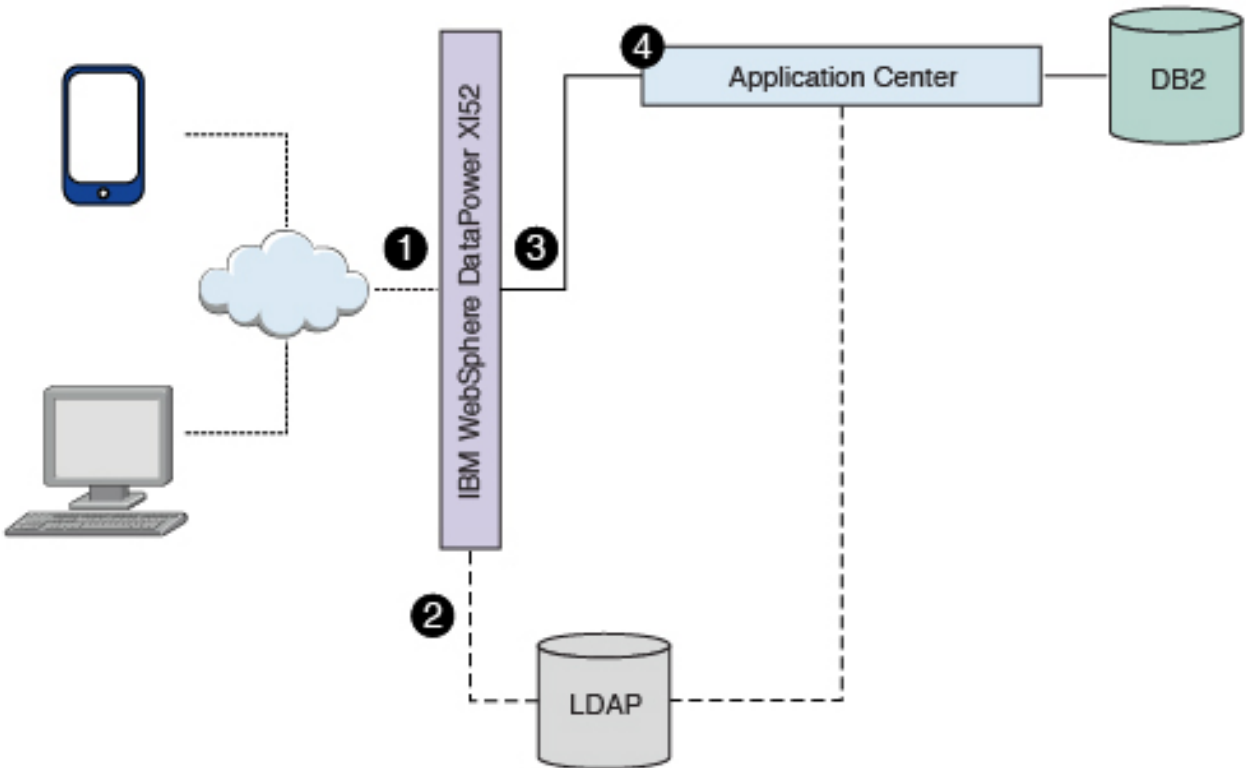 4
Application Center
DB2
IBM WebSphere DataPower XI52
1
3
2
LDAP